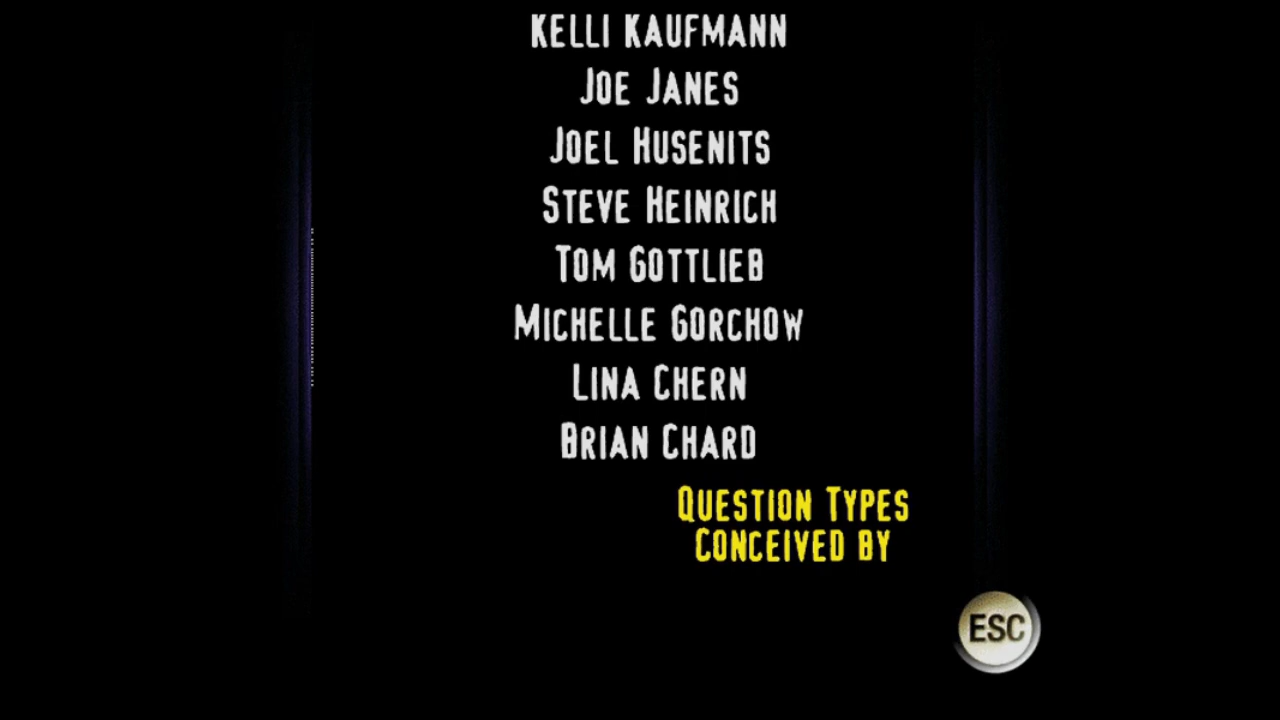 KELLI KAUFMANN
JOE JANES
JOEL HUSENITS
STEVE HEINRICH
TOM GOTTLIEB
MICHELLE GORCHOW
LINA CHERN
BRIAN CHARD
QUESTION TYPES
CONCEIVED BY
ESC